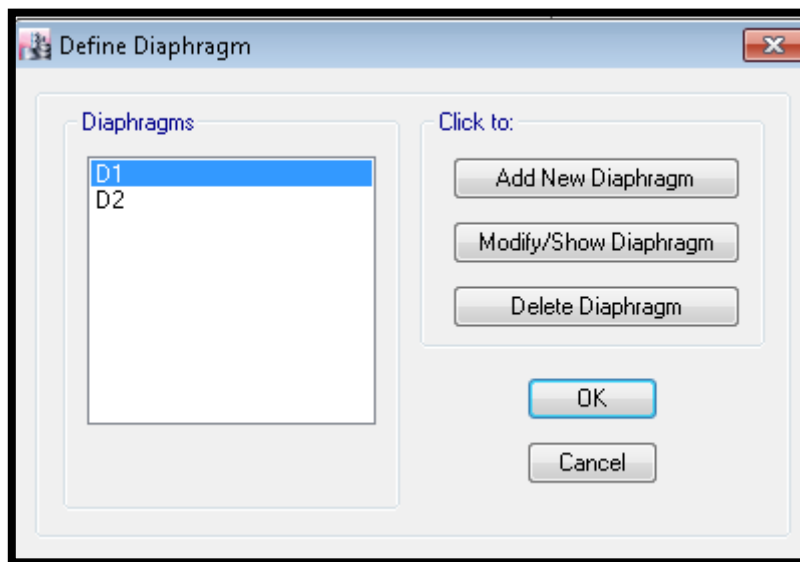 Define Diaphragm
Diaphragms
D1
D2
Click to:
Add New Diaphragm
Modify/Show Diaphragm
Delete Diaphragm
OK
Cancel